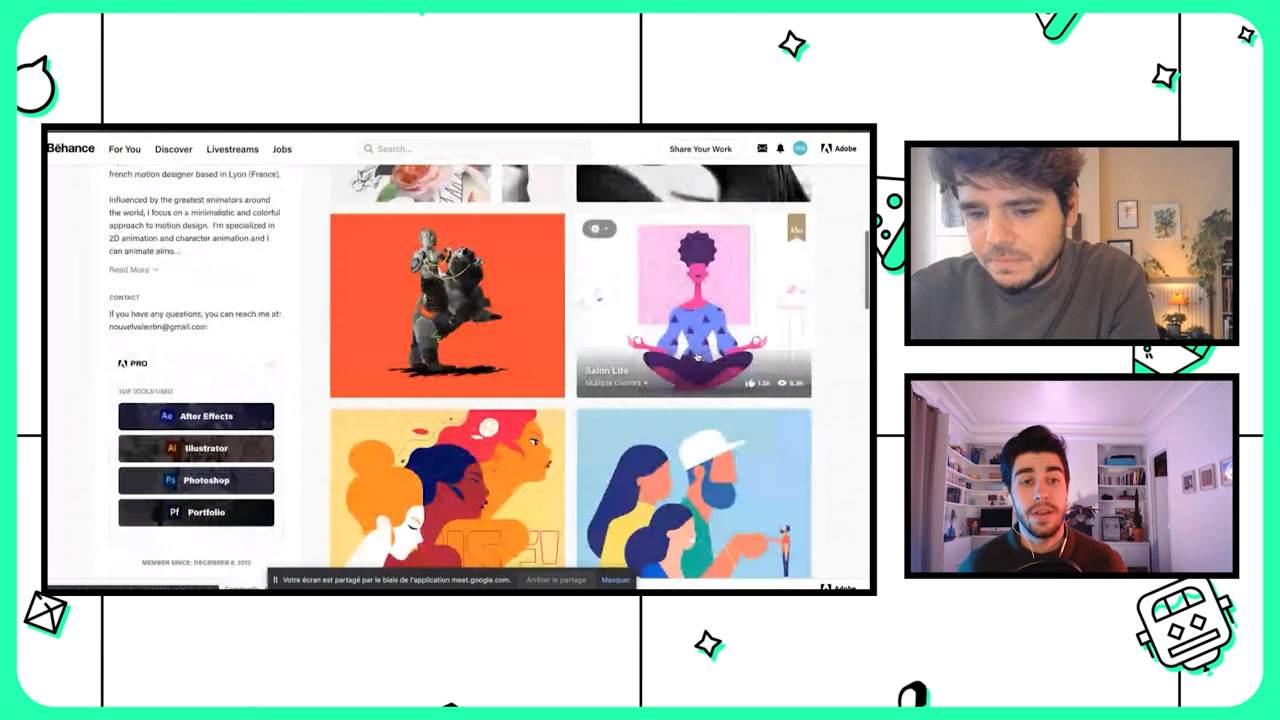 Bēhance
For You
Discover
Livestreams
Jobs
Search...
Share Your Work
Adobe
french motion designer based in Lyon (France).
Influenced by the greatest animators around
the world, I focus on a minimalistic and colorful
approach to motion design. I'm specialized in
2D animation and character animation and I
can animate almo...
Read More
CONTACT
If you have any questions, you can reach me at:
nouvelvalentin@gmail.com
PRO
TOP TOOLS USED
Ae After Effects
Ai Illustrator
Ps Photoshop
Pf Portfolio
MEMBER SINCE: DECEMBER 2, 2012
Salon Life
Multiple Owners
Votre écran est partagé par le biais de l'application meet.google.com.
Arrêter le partage
Masquer
Adobe